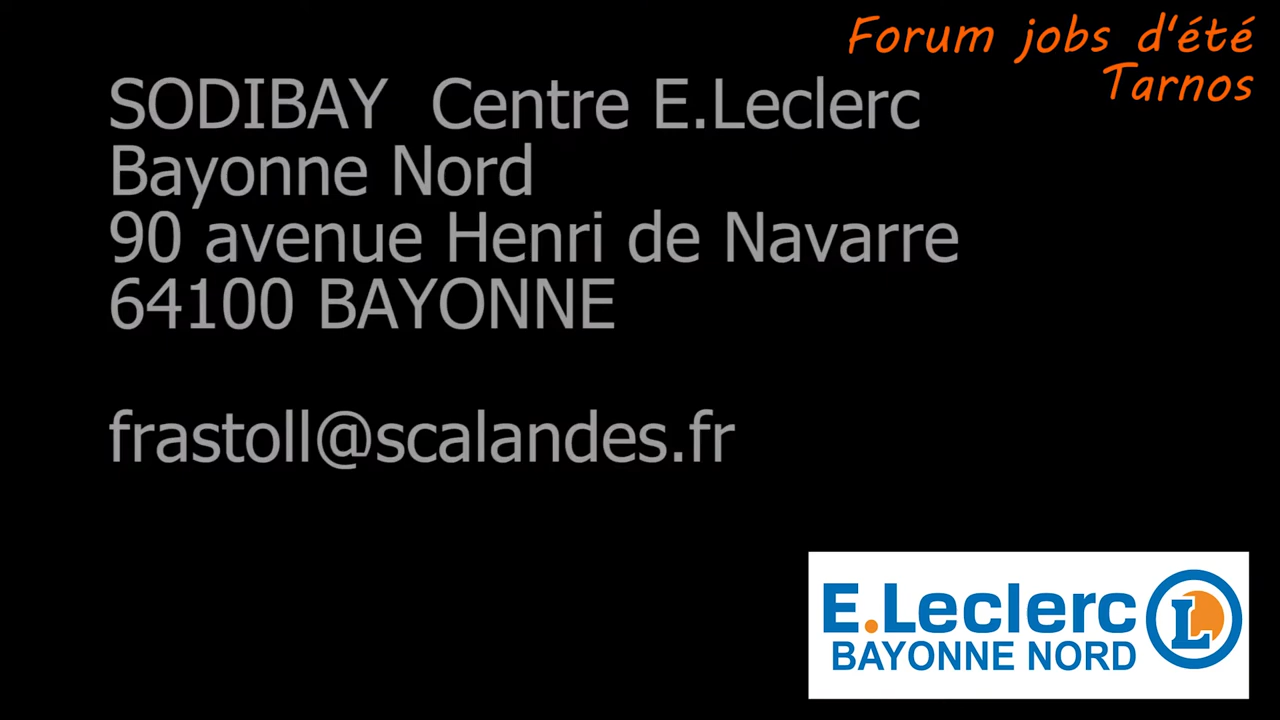 Forum jobs d'été
Tarnos
SODIBAY  Centre E.Leclerc
Bayonne Nord
90 avenue Henri de Navarre
64100 BAYONNE
frastoll@scalandes.fr
E.Leclerc L
BAYONNE NORD